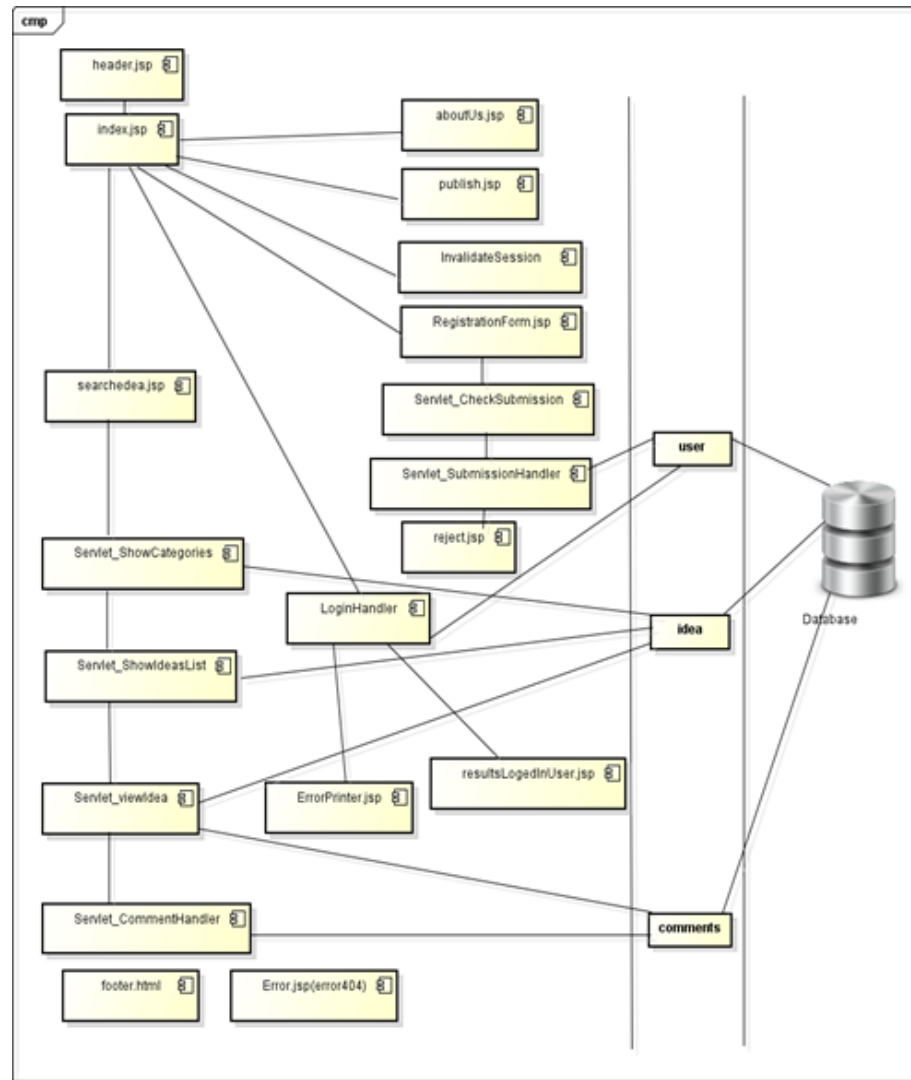 cmp
header.jsp
index.jsp
aboutUs.jsp
publish.jsp
InvalidateSession
RegistrationForm.jsp
searchedea.jsp
Servlet_CheckSubmission
user
Servlet_SubmissionHandler
reject.jsp
Servlet_ShowCategories
LoginHandler
Database
idea
Servlet_ShowIdeasList
resultsLogedInUser.jsp
Servlet_viewIdea
ErrorPrinter.jsp
Servlet_CommentHandler
comments
footer.html
Error.jsp(error404)